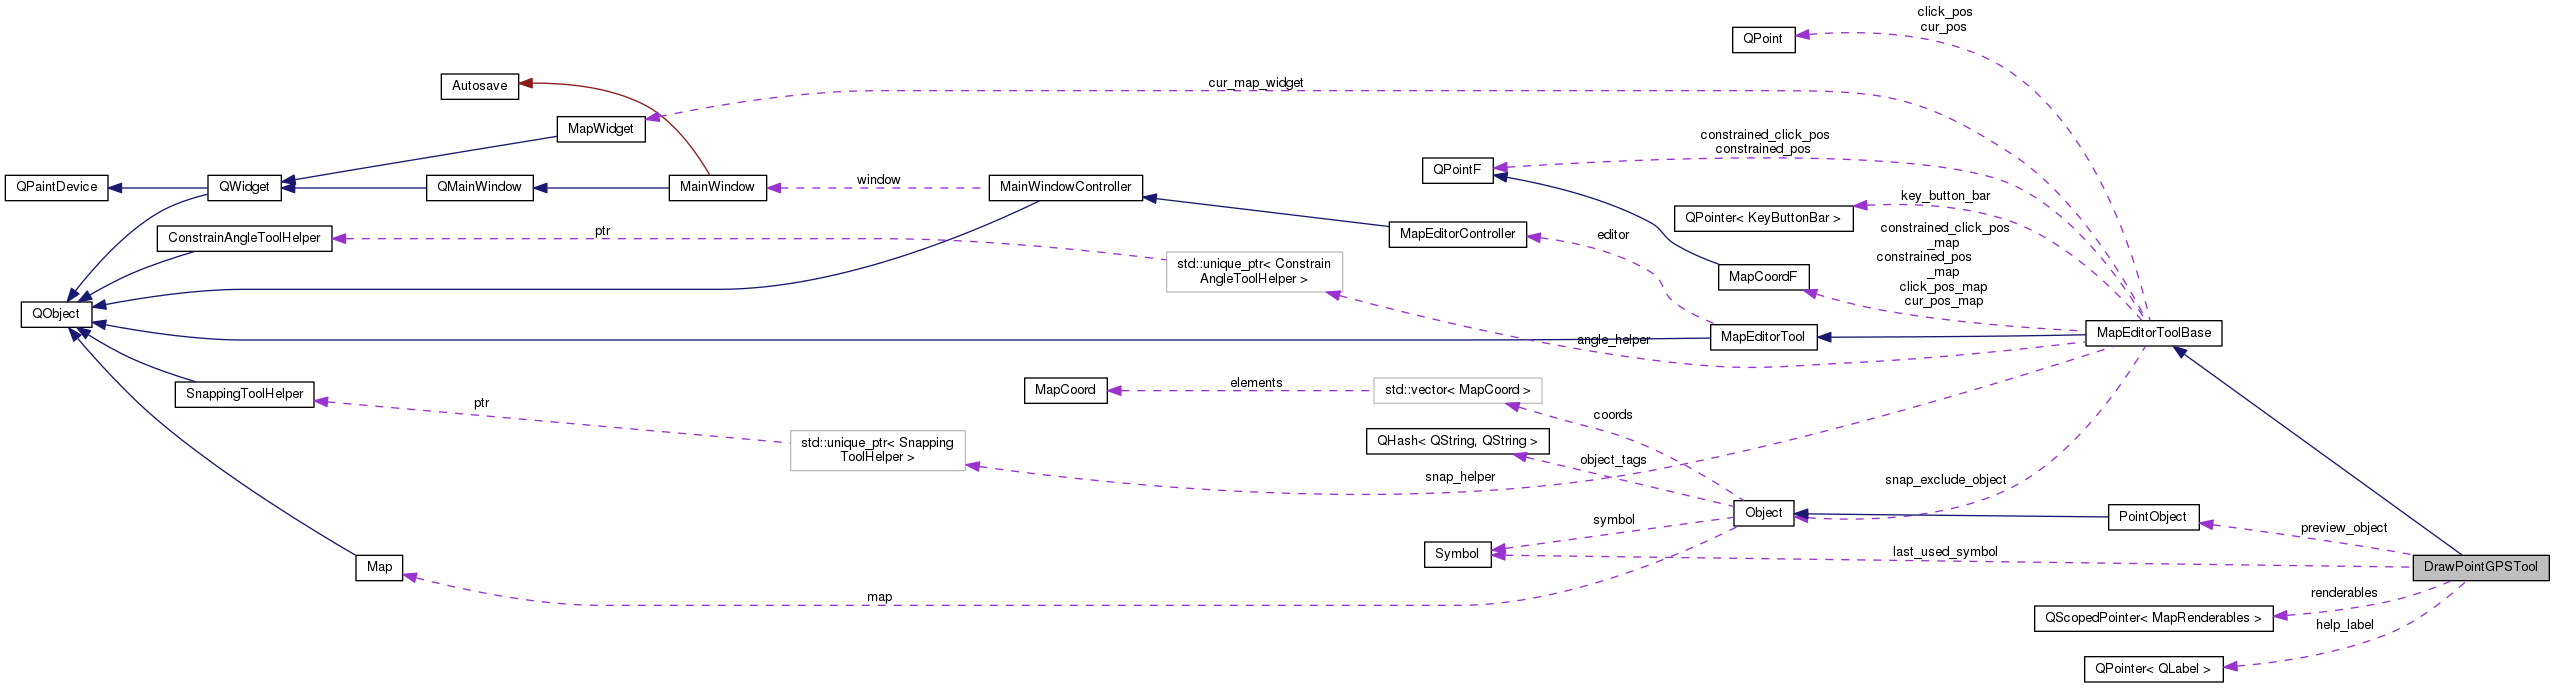 click_pos
cur_pos
QPoint
Autosave
cur_map_widget
MapWidget
constrained_click_pos
constrained_pos
QPointF
QPaintDevice
QWidget
QMainWindow
MainWindow
window
MainWindowController
key_button_bar
QPointer< KeyButtonBar >
ConstrainAngleToolHelper
ptr
MapEditorController
editor
constrained_click_pos
_map
constrained_pos
_map
click_pos_map
cur_pos_map
std::unique_ptr< Constrain
AngleToolHelper >
MapCoordF
QObject
MapEditorTool
MapEditorToolBase
angle_helper
SnappingToolHelper
ptr
MapCoord
elements
std::vector< MapCoord >
coords
std::unique_ptr< Snapping
ToolHelper >
QHash< QString, QString >
object_tags
snap_helper
snap_exclude_object
Object
PointObject
symbol
Symbol
last_used_symbol
preview_object
DrawPointGPSTool
Map
map
renderables
QScopedPointer< MapRenderables >
help_label
QPointer< QLabel >